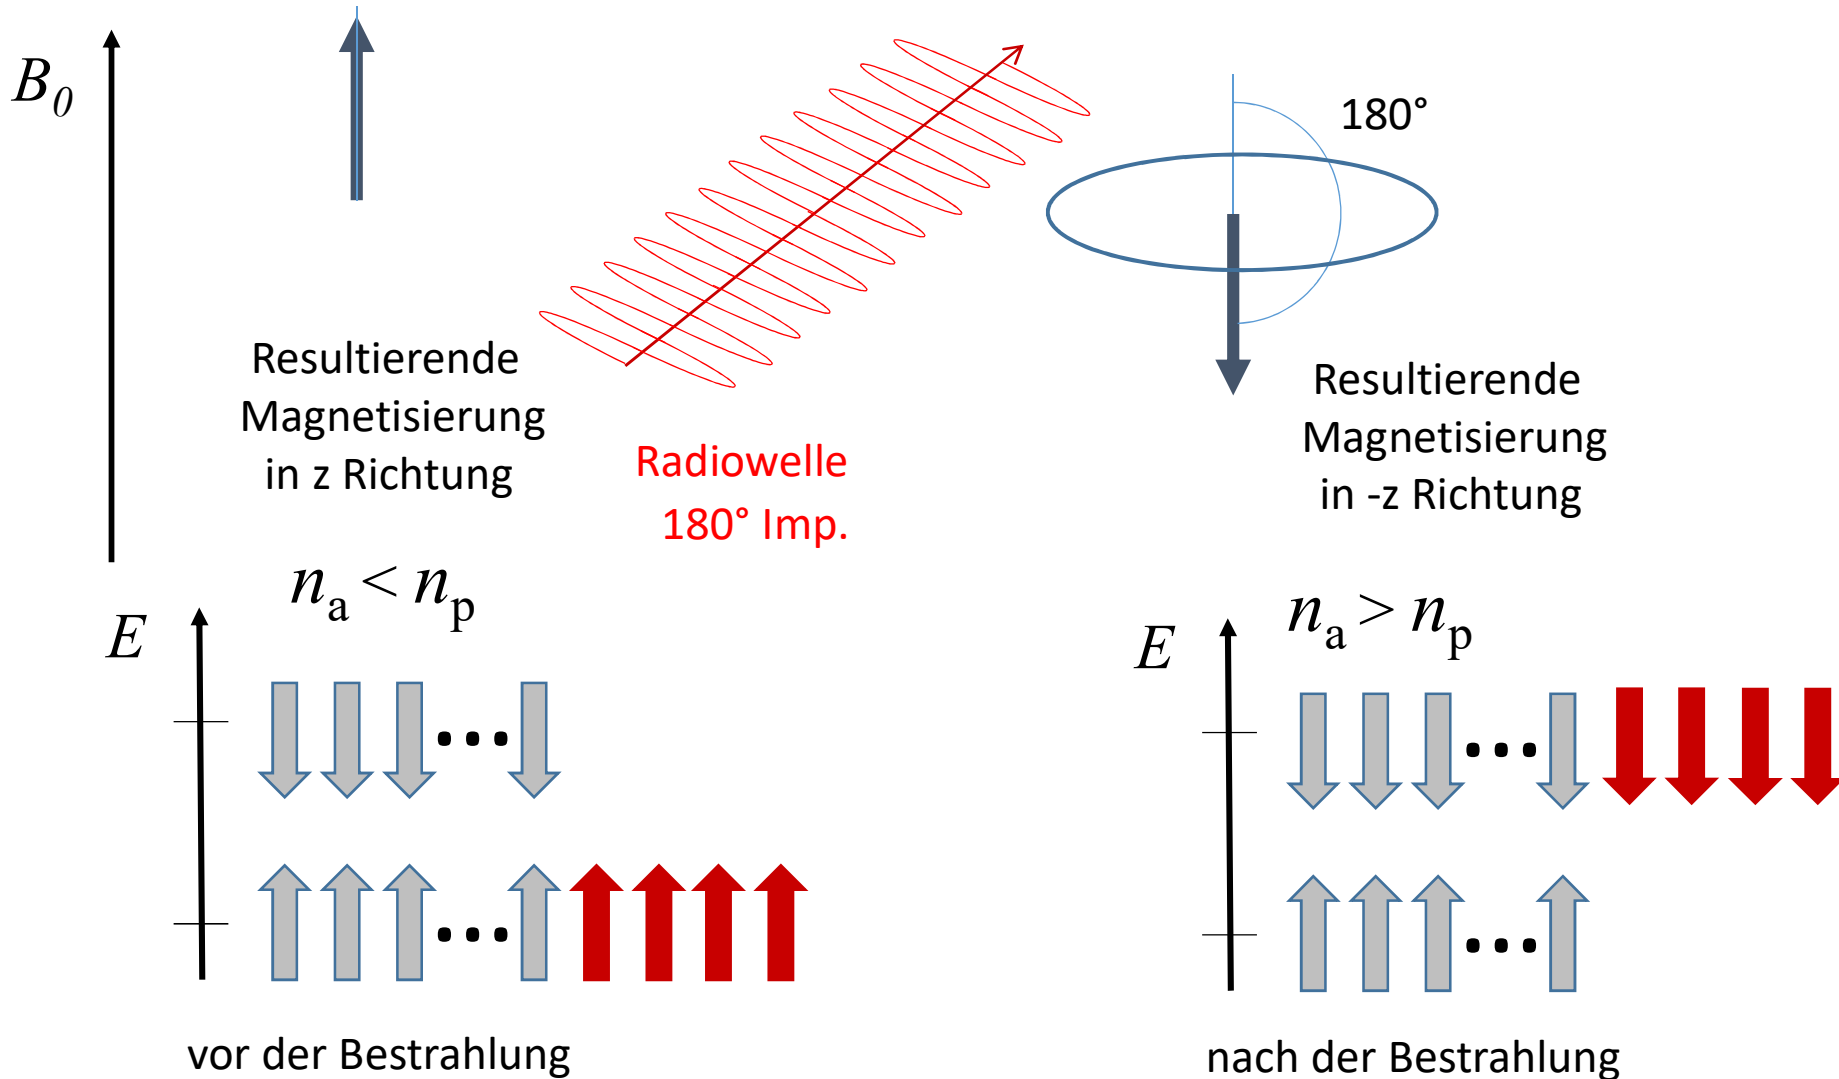 B₀
180°
Resultierende
Magnetisierung
in z Richtung
Radiowelle
180° Imp.
Resultierende
Magnetisierung
in -z Richtung
nₐ < nₚ
E
...
...
vor der Bestrahlung
nₐ > nₚ
E
...
...
nach der Bestrahlung